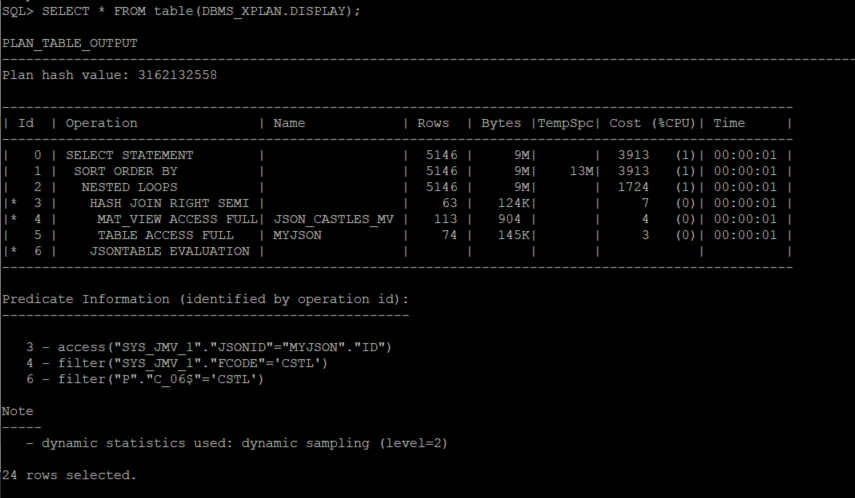 SQL> SELECT * FROM table(DBMS_XPLAN.DISPLAY);
PLAN_TABLE_OUTPUT
--------------------------------------------------------------------------------
Plan hash value: 3162132558
---------------------------------------------------------------------------------------------------
| Id  | Operation                | Name            | Rows  | Bytes |TempSpc| Cost (%CPU)| Time     |
---------------------------------------------------------------------------------------------------
|   0 | SELECT STATEMENT         |                 |  5146 |     9M|       |  3913   (1)| 00:00:01 |
|   1 |  SORT ORDER BY           |                 |  5146 |     9M|    13M|  3913   (1)| 00:00:01 |
|   2 |   NESTED LOOPS           |                 |  5146 |     9M|       |  1724   (1)| 00:00:01 |
|*  3 |    HASH JOIN RIGHT SEMI  |                 |    63 |   124K|       |     7   (0)| 00:00:01 |
|*  4 |     MAT_VIEW ACCESS FULL| JSON_CASTLES_MV |   113 |   904 |       |     4   (0)| 00:00:01 |
|   5 |     TABLE ACCESS FULL    | MYJSON          |    74 |   145K|       |     3   (0)| 00:00:01 |
|*  6 |    JSONTABLE EVALUATION |                 |       |       |       |            |          |
---------------------------------------------------------------------------------------------------
Predicate Information (identified by operation id):
---------------------------------------------------
3 - access("SYS_JMV_1"."JSONID"="MYJSON"."ID")
4 - filter("SYS_JMV_1"."FCODE"='CSTL')
6 - filter("P"."C_06$"='CSTL')
Note
-----
- dynamic statistics used: dynamic sampling (level=2)
24 rows selected.